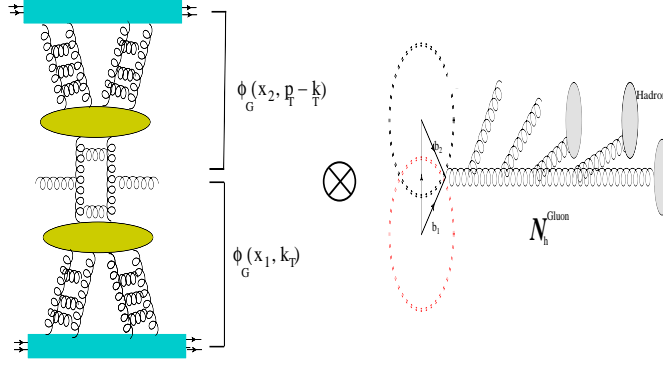 ϕ_G(x_2, p_T − k_T)
Hadron
b_2
ϕ_G(x_1, k_T)
b_1
N_h^Gluon